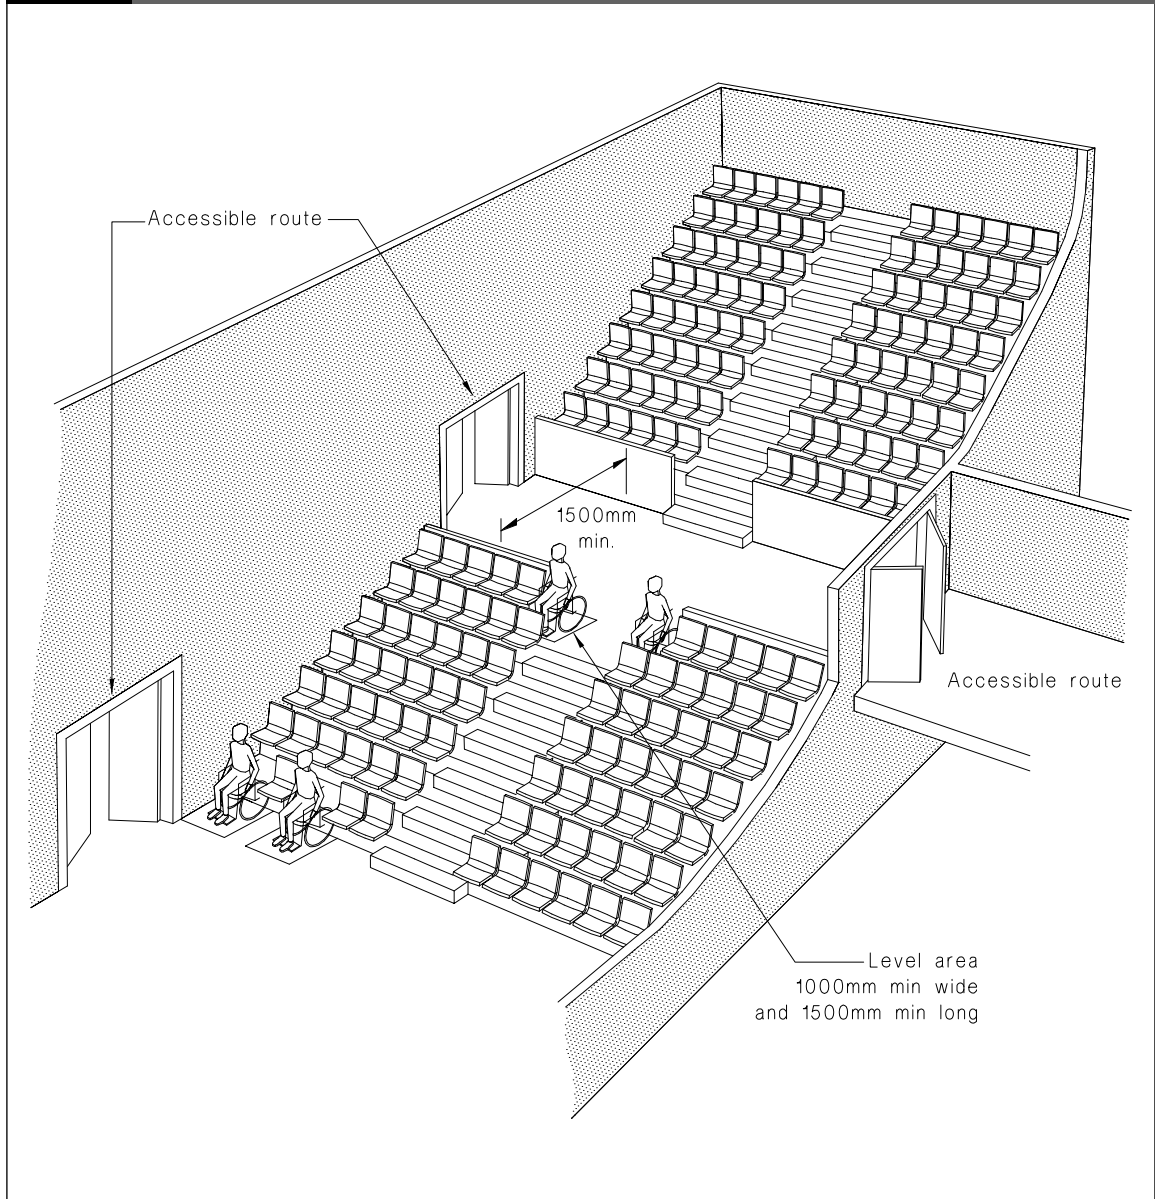 Accessible route
1500mm
min.
Accessible route
Level area
1000mm min wide
and 1500mm min long